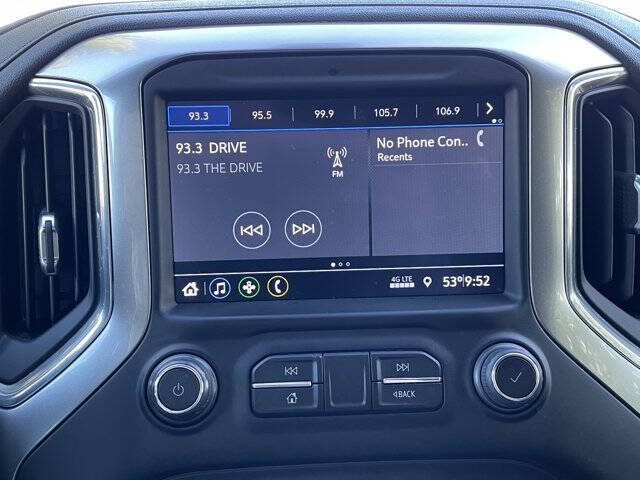 93.3 95.5 99.9 105.7 106.9
93.3 DRIVE
93.3 THE DRIVE
FM
No Phone Con..
Recents
4G LTE
53° 9:52
BACK